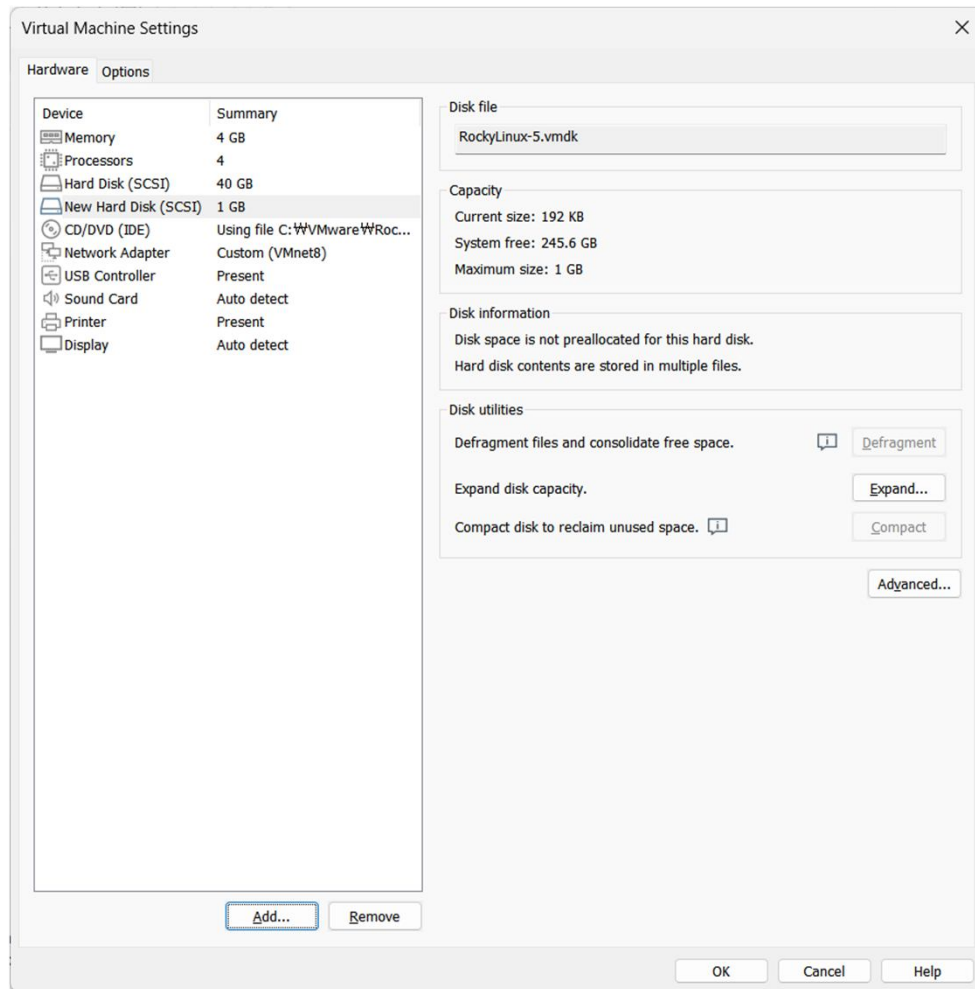 Virtual Machine Settings
Hardware Options
Device Summary
Memory 4 GB
Processors 4
Hard Disk (SCSI) 40 GB
New Hard Disk (SCSI) 1 GB
CD/DVD (IDE) Using file C:₩VMware₩Roc...
Network Adapter Custom (VMnet8)
USB Controller Present
Sound Card Auto detect
Printer Present
Display Auto detect
Add... Remove
Disk file
RockyLinux-5.vmdk
Capacity
Current size: 192 KB
System free: 245.6 GB
Maximum size: 1 GB
Disk information
Disk space is not preallocated for this hard disk.
Hard disk contents are stored in multiple files.
Disk utilities
Defragment files and consolidate free space. Defragment
Expand disk capacity. Expand...
Compact disk to reclaim unused space. Compact
Advanced...
OK Cancel Help